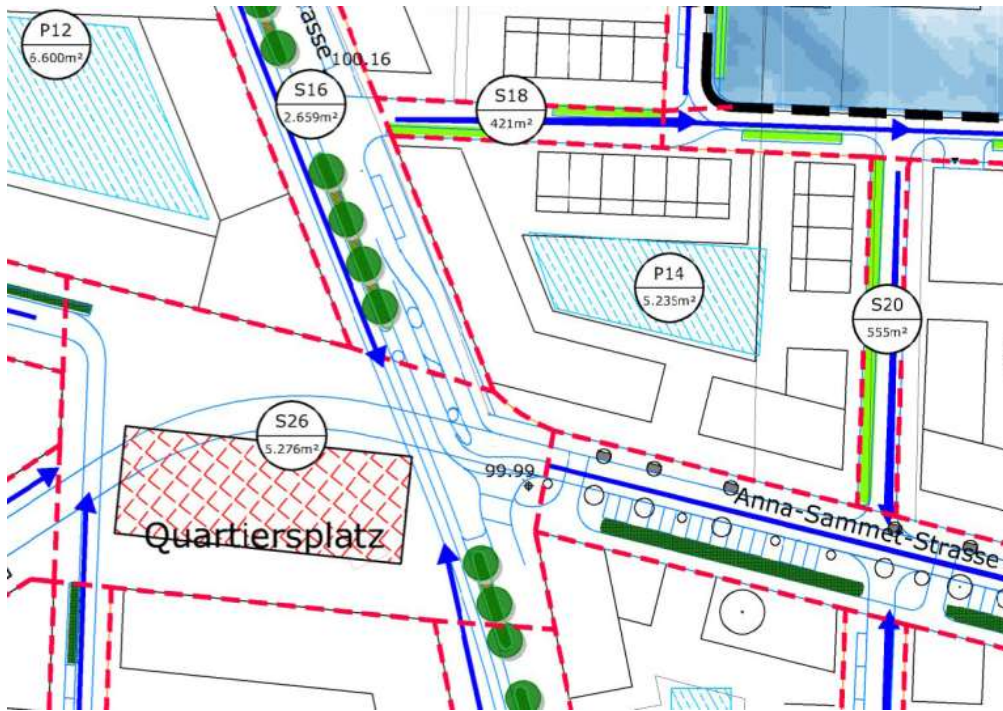 P12
6.600m²
asse
100.16
S16
2.659m²
S18
421m²
P14
5.235m²
S20
555m²
S26
5.276m²
99.99
Anna-Sammet-Strasse
Quartiersplatz